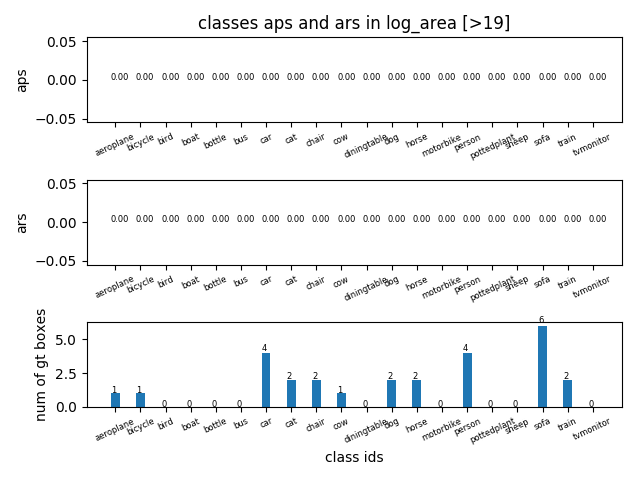 classes aps and ars in log_area [>19]
aps
0.05
0.00
−0.05
0.00 0.00 0.00 0.00 0.00 0.00 0.00 0.00 0.00 0.00 0.00 0.00 0.00 0.00 0.00 0.00 0.00 0.00 0.00 0.00
aeroplane bicycle bird boat bottle bus car cat chair cow diningtable dog horse motorbike person pottedplant sheep sofa train tvmonitor
ars
0.05
0.00
−0.05
0.00 0.00 0.00 0.00 0.00 0.00 0.00 0.00 0.00 0.00 0.00 0.00 0.00 0.00 0.00 0.00 0.00 0.00 0.00 0.00
aeroplane bicycle bird boat bottle bus car cat chair cow diningtable dog horse motorbike person pottedplant sheep sofa train tvmonitor
num of gt boxes
5.0
2.5
0.0
1 1 0 0 0 0 4 2 2 1 0 2 2 0 4 0 0 6 2 0
aeroplane bicycle bird boat bottle bus car cat chair cow diningtable dog horse motorbike person pottedplant sheep sofa train tvmonitor
class ids